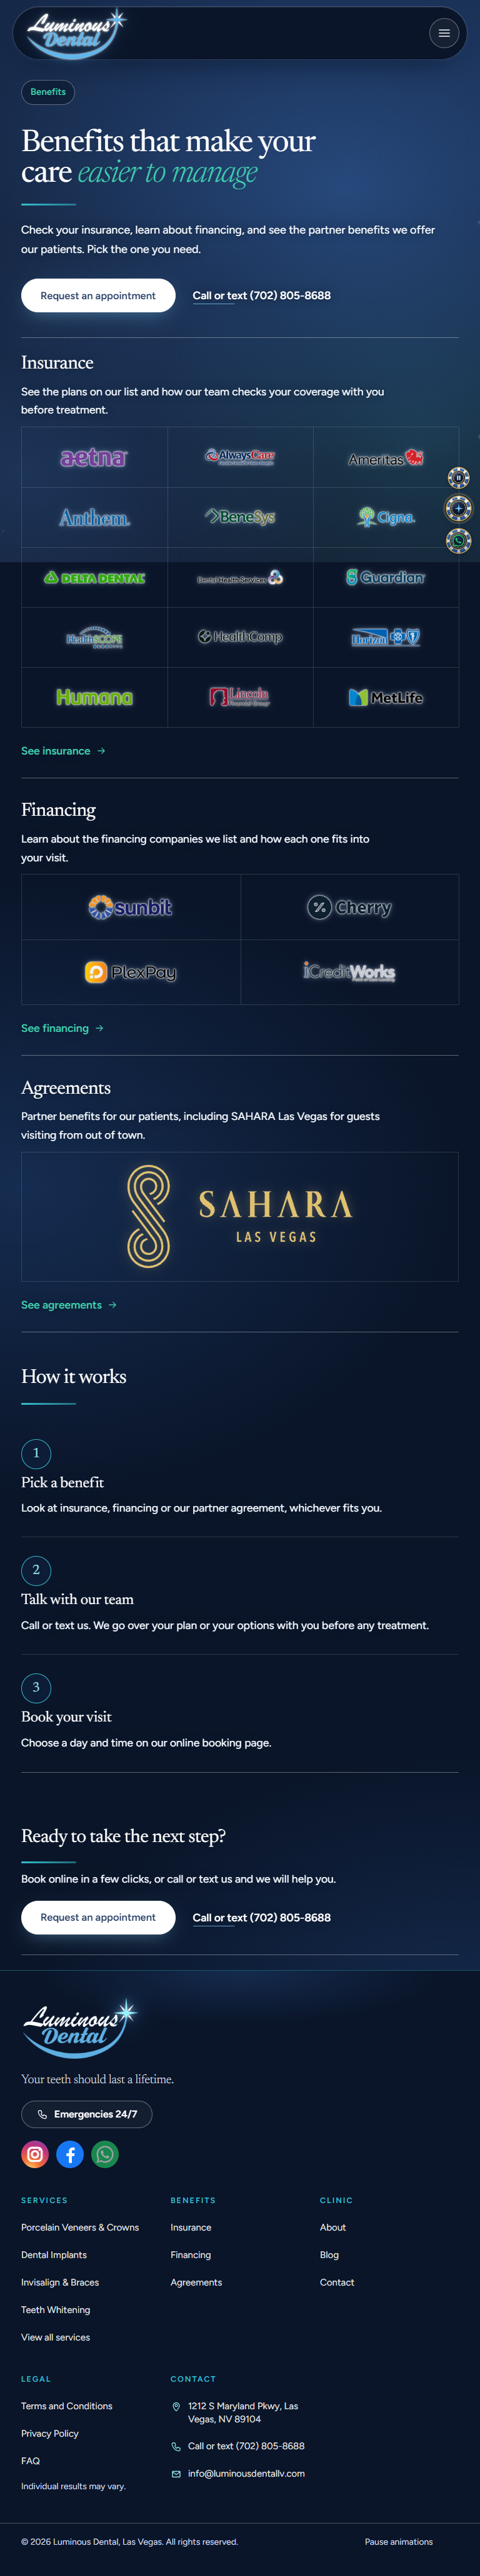 Luminous
Dental
Benefits
Benefits that make your
care easier to manage
Check your insurance, learn about financing, and see the partner benefits we offer
our patients. Pick the one you need.
Request an appointment
Call or text (702) 805-8688
Insurance
See the plans on our list and how our team checks your coverage with you
before treatment.
aetna
AlwaysCare
Ameritas
Anthem
BeneSys
Cigna
DELTA DENTAL
Dental Health Services
Guardian
HealthSCOPE
BENEFITS
HealthComp
Horizon
Humana
Lincoln
Financial Group
MetLife
See insurance
Financing
Learn about the financing companies we list and how each one fits into
your visit.
sunbit
Cherry
PlexPay
iCreditWorks
See financing
Agreements
Partner benefits for our patients, including SAHARA Las Vegas for guests
visiting from out of town.
SAHARA
LAS VEGAS
See agreements
How it works
1
Pick a benefit
Look at insurance, financing or our partner agreement, whichever fits you.
2
Talk with our team
Call or text us. We go over your plan or your options with you before any treatment.
3
Book your visit
Choose a day and time on our online booking page.
Ready to take the next step?
Book online in a few clicks, or call or text us and we will help you.
Request an appointment
Call or text (702) 805-8688
Luminous
Dental
Your teeth should last a lifetime.
Emergencies 24/7
SERVICES
Porcelain Veneers & Crowns
Dental Implants
Invisalign & Braces
Teeth Whitening
View all services
BENEFITS
Insurance
Financing
Agreements
CLINIC
About
Blog
Contact
LEGAL
Terms and Conditions
Privacy Policy
FAQ
Individual results may vary.
CONTACT
1212 S Maryland Pkwy, Las
Vegas, NV 89104
Call or text (702) 805-8688
info@luminousdentallv.com
© 2026 Luminous Dental, Las Vegas. All rights reserved.
Pause animations